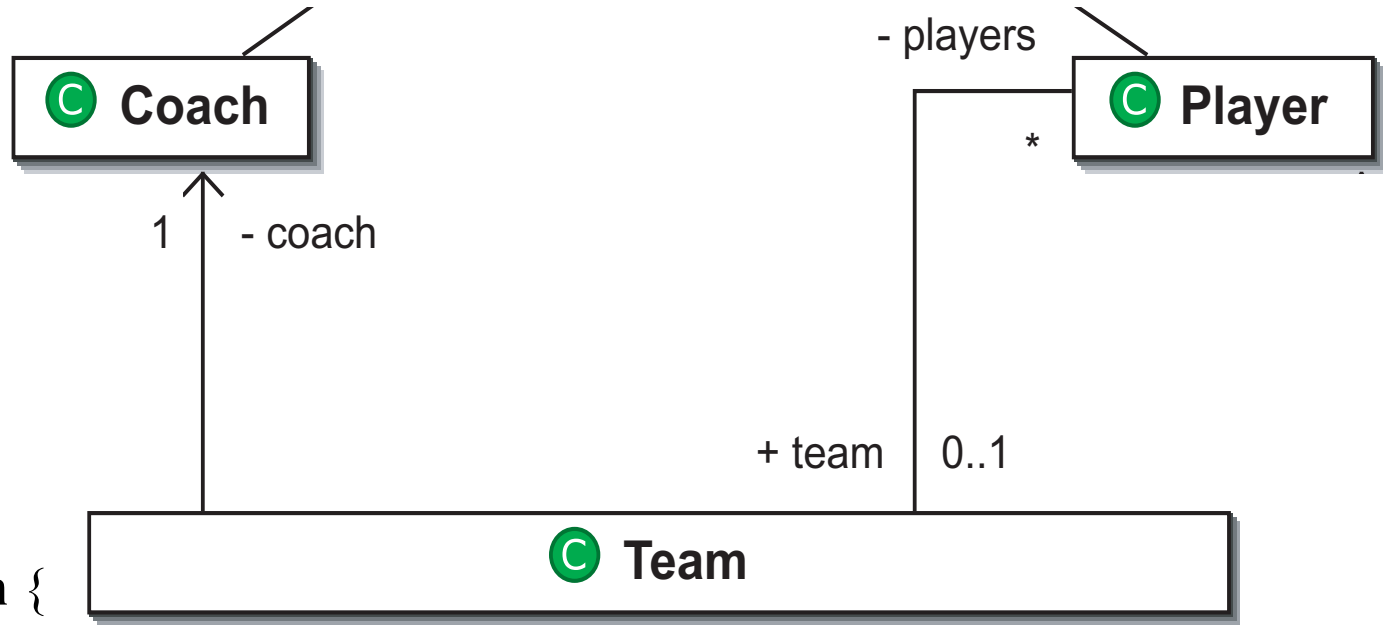 - players
C Coach
C Player
*
1 - coach
+ team 0..1
C Team
{